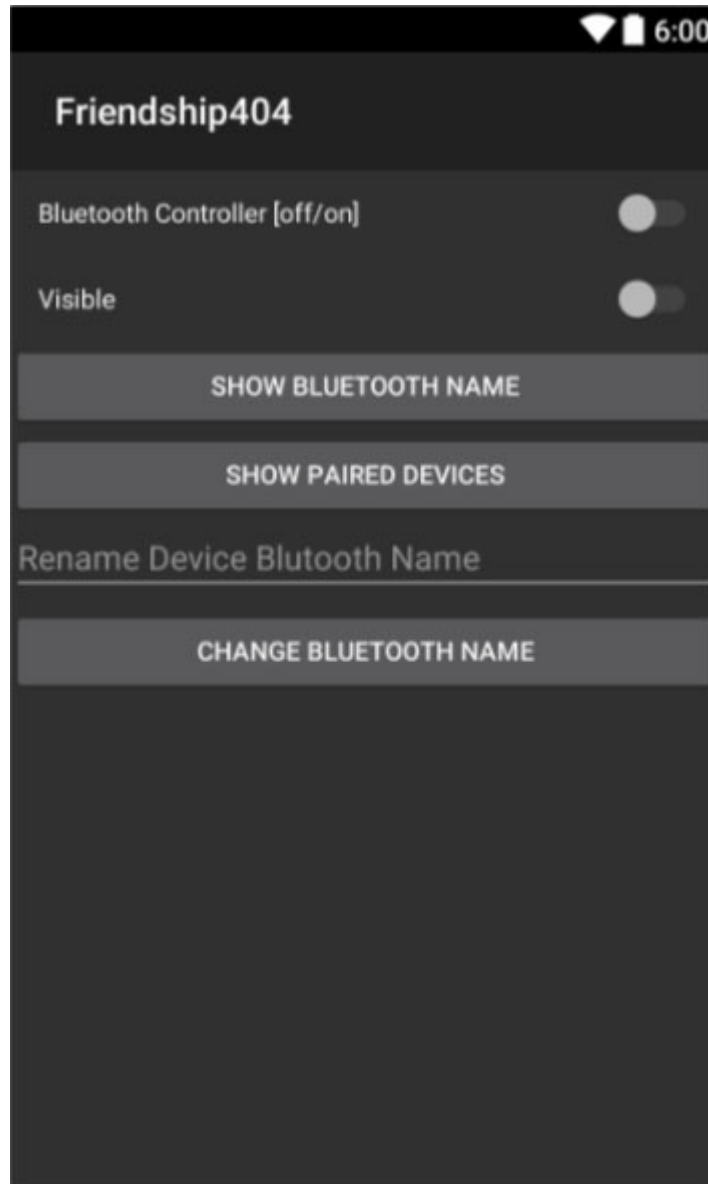 6:00
Friendship404
Bluetooth Controller [off/on]
Visible
SHOW BLUETOOTH NAME
SHOW PAIRED DEVICES
Rename Device Blutooth Name
CHANGE BLUETOOTH NAME